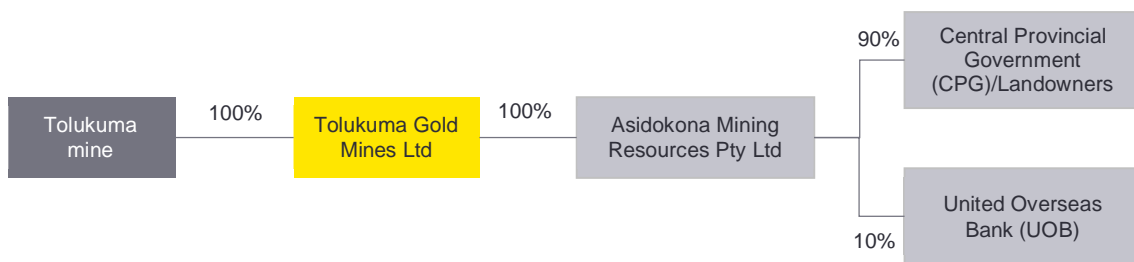 Tolukuma
mine
100%
Tolukuma Gold
Mines Ltd
100%
Asidokona Mining
Resources Pty Ltd
90%
Central Provincial
Government
(CPG)/Landowners
10%
United Overseas
Bank (UOB)